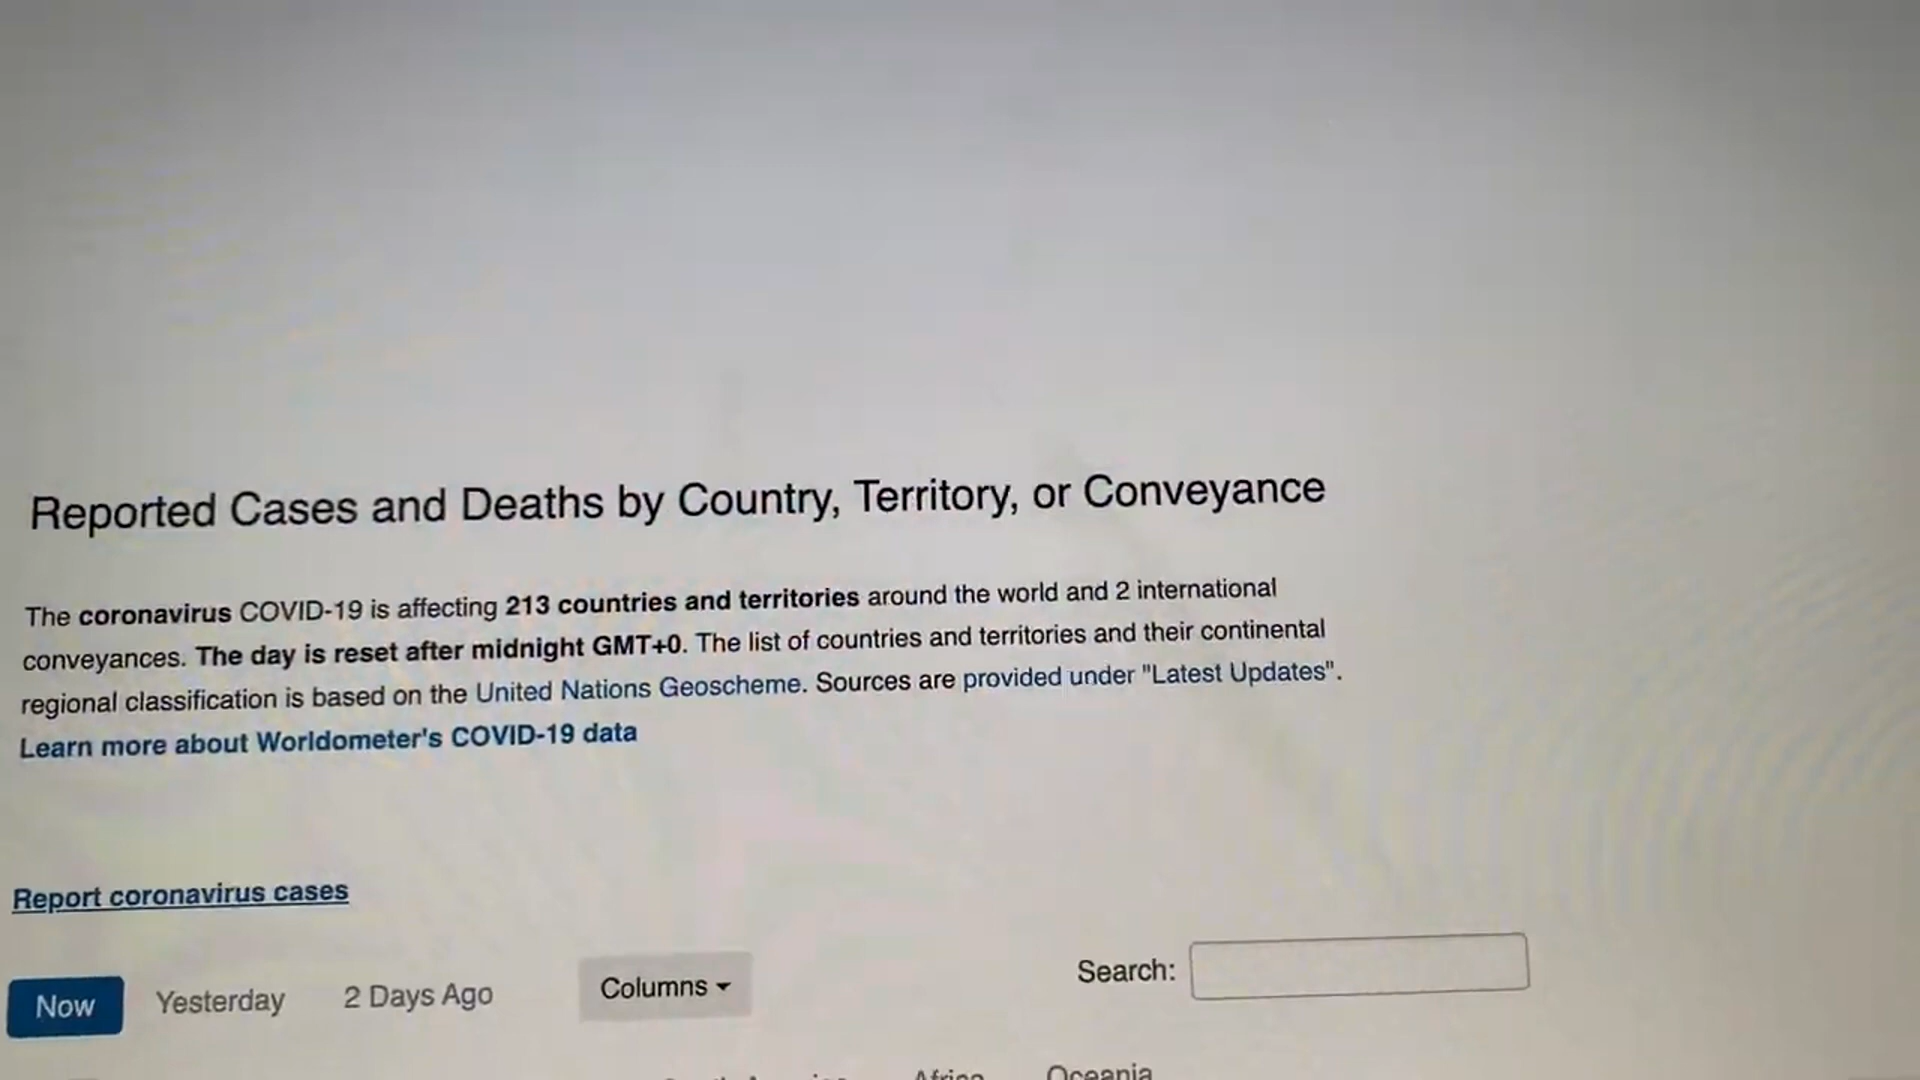 Reported Cases and Deaths by Country, Territory, or Conveyance
The coronavirus COVID-19 is affecting 213 countries and territories around the world and 2 international
conveyances. The day is reset after midnight GMT+0. The list of countries and territories and their continental
regional classification is based on the United Nations Geoscheme. Sources are provided under "Latest Updates".
Learn more about Worldometer's COVID-19 data
Report coronavirus cases
Now Yesterday 2 Days Ago Columns Search:
Africa Oceania